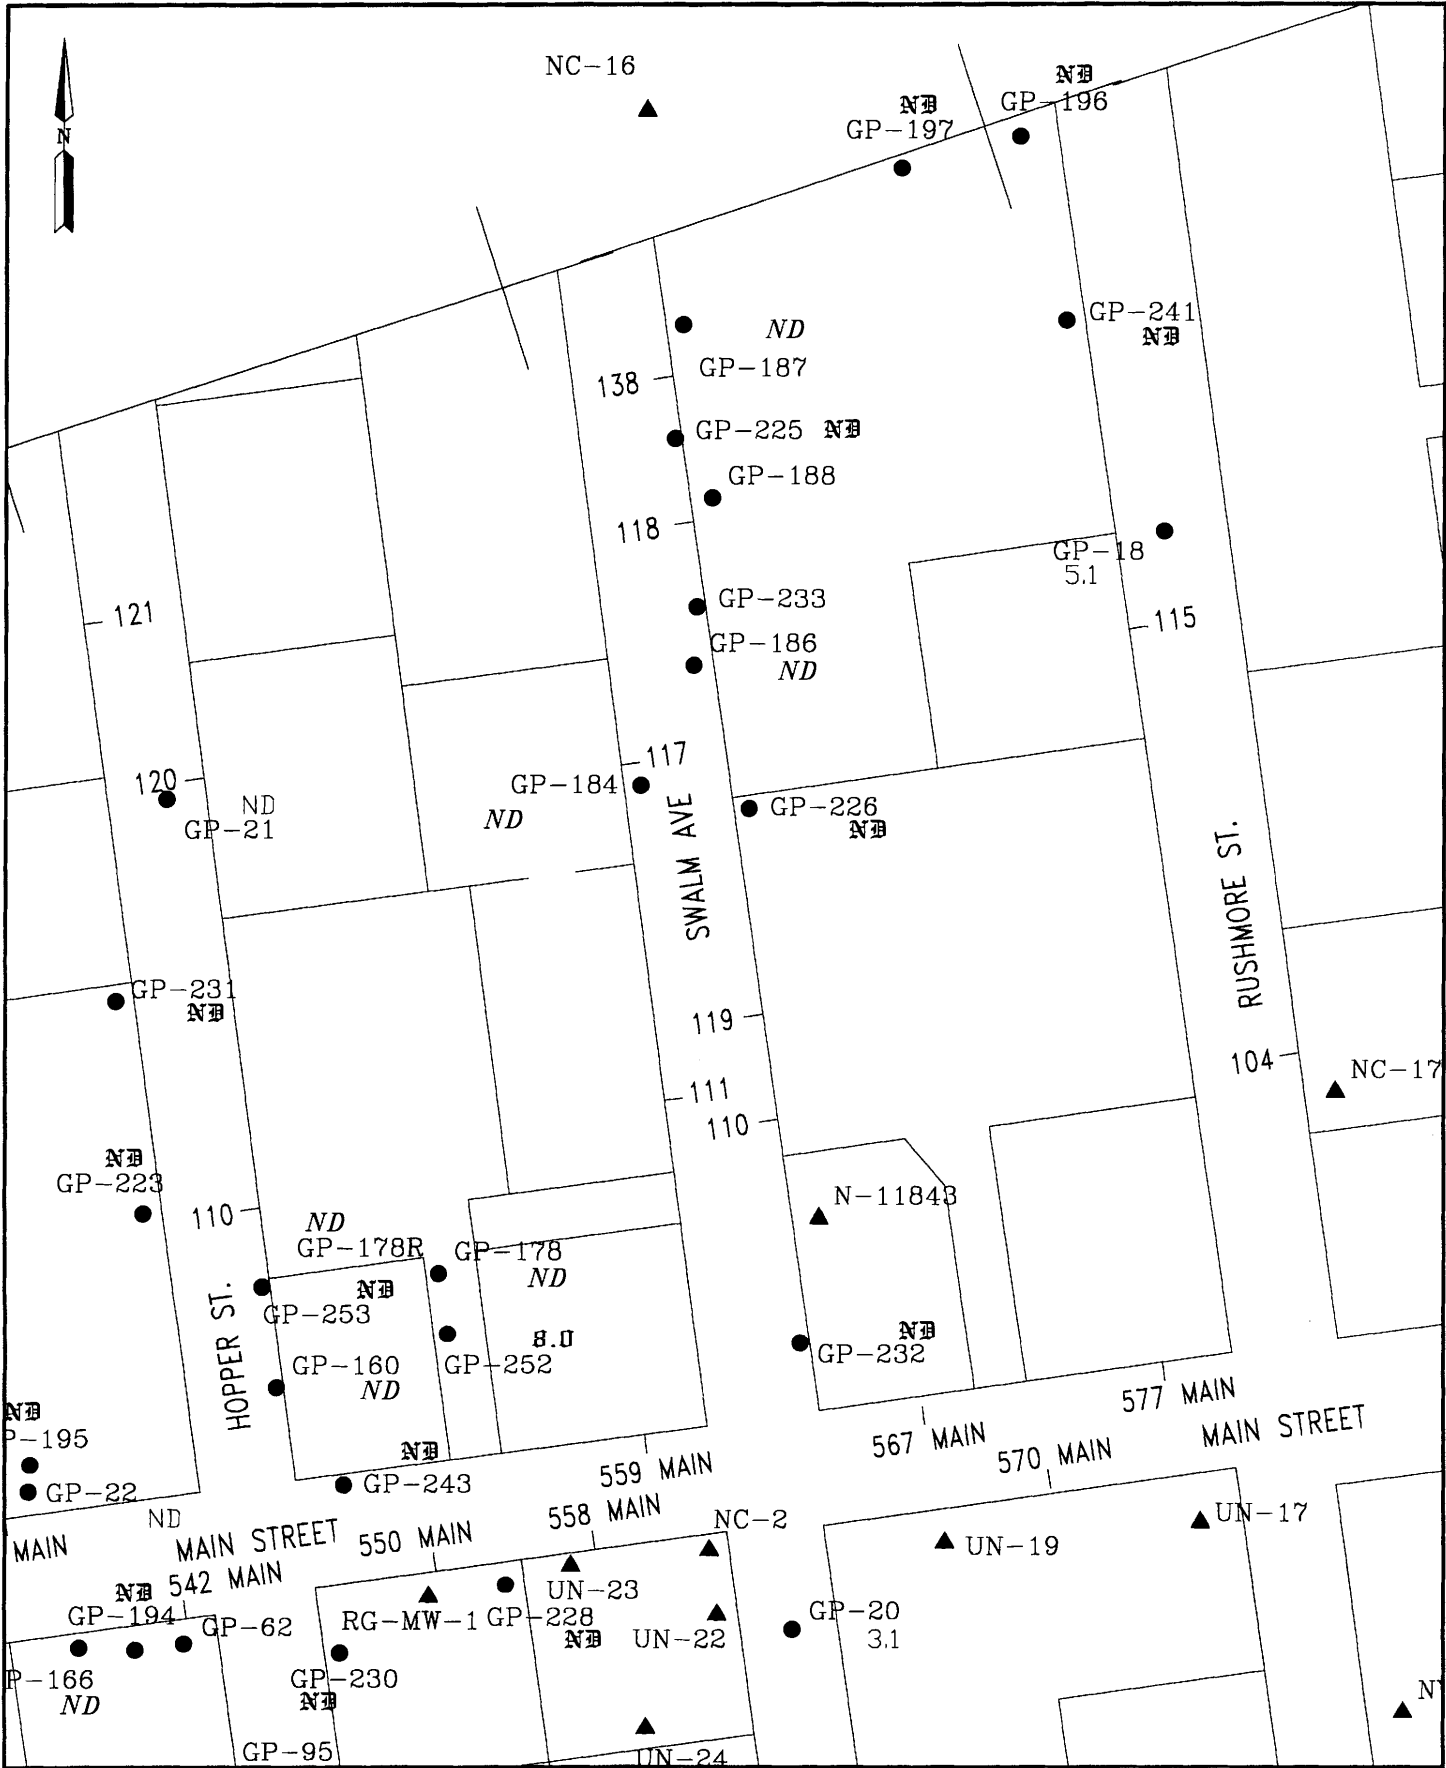 NC-16
ND
GP-196
ND
GP-197
N
GP-241
ND
ND
GP-187
138
GP-225 ND
GP-188
118
GP-18
5.1
GP-233
121
115
GP-186
ND
117
120
GP-184
ND
GP-21
ND
GP-226
ND
SWALM AVE
RUSHMORE ST.
GP-231
ND
119
104
NC-17
111
110
ND
GP-223
110
N-11843
ND
GP-178R
GP-178
ND
ND
GP-253
HOPPER ST.
ND
GP-232
GP-252
GP-160
ND
577 MAIN
ND
P-195
MAIN STREET
567 MAIN
ND
GP-243
570 MAIN
559 MAIN
GP-22
ND
558 MAIN
NC-2
UN-17
MAIN
MAIN STREET
550 MAIN
UN-19
542 MAIN
ND
UN-23
GP-194
GP-62
RG-MW-1
GP-228
ND
UN-22
GP-20
3.1
P-166
ND
GP-230
ND
GP-95
UN-24